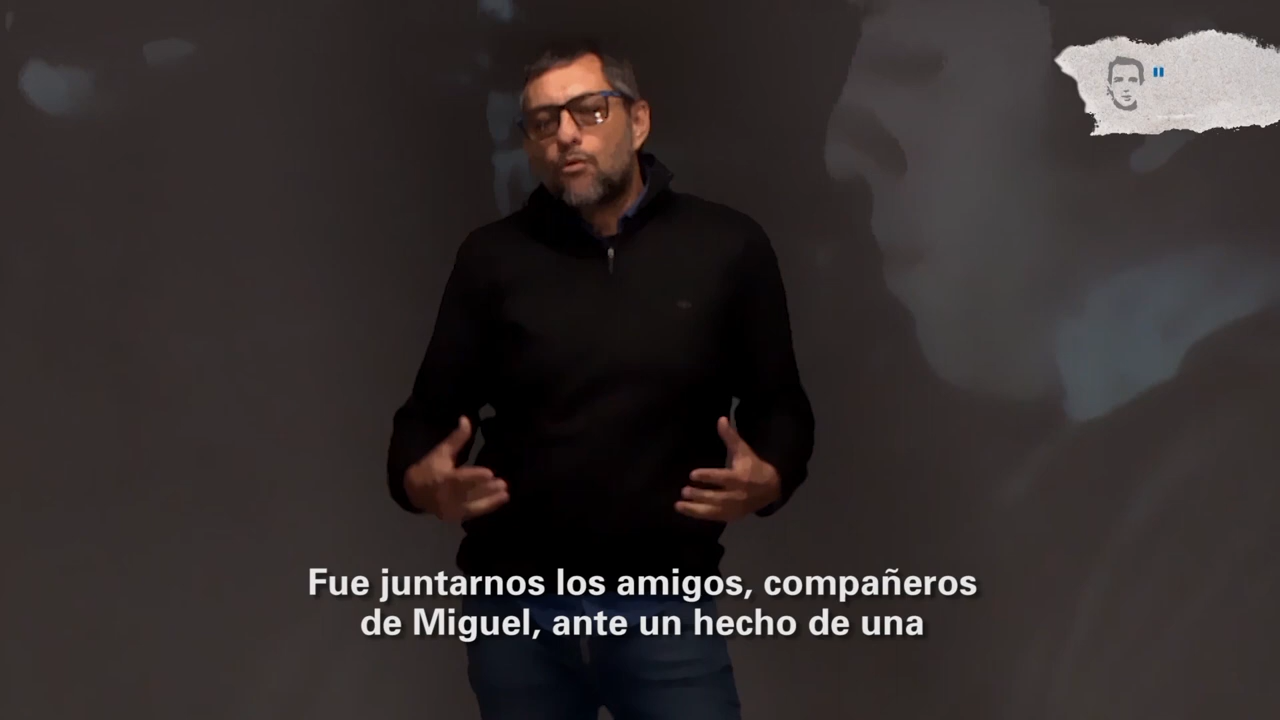 Fue juntarnos los amigos, compañeros
de Miguel, ante un hecho de una